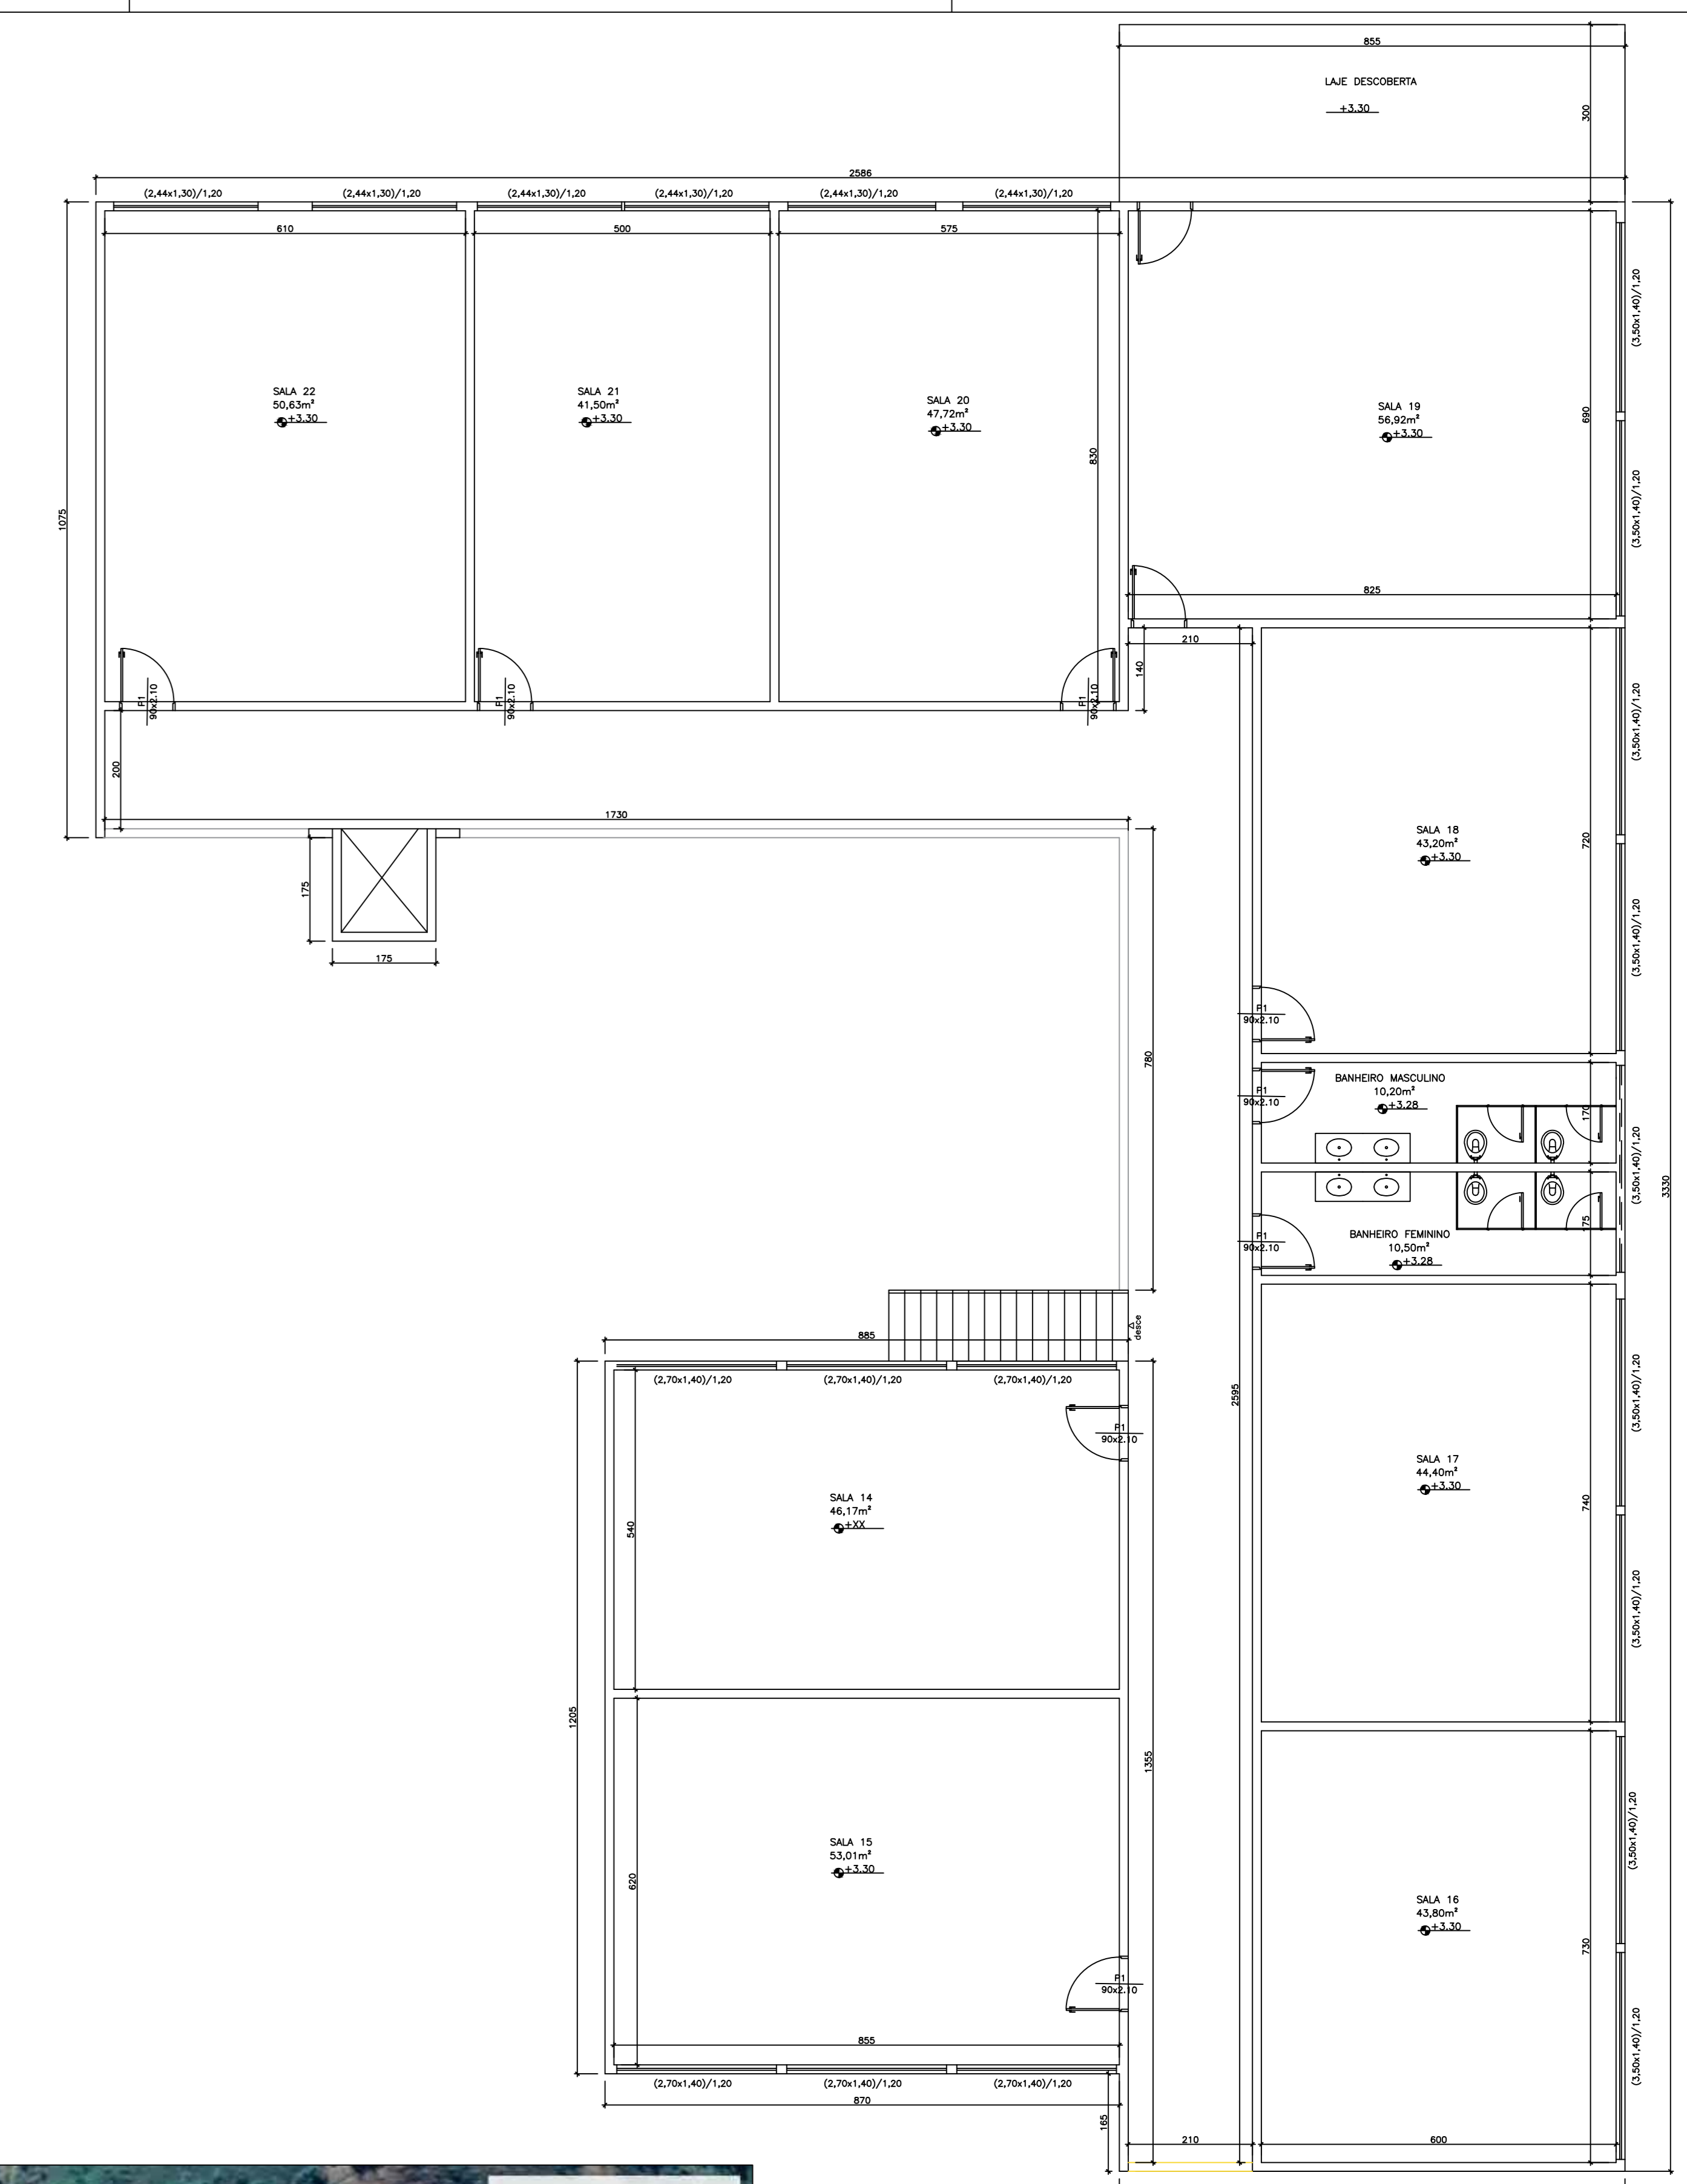 855
LAJE DESCOBERTA
+3.30
300
2586
(2,44x1,30)/1,20
(2,44x1,30)/1,20
(2,44x1,30)/1,20
(2,44x1,30)/1,20
(2,44x1,30)/1,20
(2,44x1,30)/1,20
610
500
575
1075
SALA 22
50,63m²
+3.30
SALA 21
41,50m²
+3.30
SALA 20
47,72m²
+3.30
830
SALA 19
56,92m²
+3.30
690
(3,50x1,40)/1,20
(3,50x1,40)/1,20
825
210
140
P1
90x2.10
P1
90x2.10
P1
90x2.10
200
1730
175
175
SALA 18
43,20m²
+3.30
720
(3,50x1,40)/1,20
(3,50x1,40)/1,20
P1
90x2.10
780
BANHEIRO MASCULINO
10,20m²
+3.28
P1
90x2.10
170
(3,50x1,40)/1,20
3330
BANHEIRO FEMININO
10,50m²
+3.28
P1
90x2.10
175
desce
885
(2,70x1,40)/1,20
(2,70x1,40)/1,20
(2,70x1,40)/1,20
P1
90x2.10
2595
SALA 14
46,17m²
+XX
540
SALA 17
44,40m²
+3.30
740
(3,50x1,40)/1,20
(3,50x1,40)/1,20
1205
1355
SALA 15
53,01m²
+3.30
620
P1
90x2.10
855
(2,70x1,40)/1,20
(2,70x1,40)/1,20
(2,70x1,40)/1,20
870
165
SALA 16
43,80m²
+3.30
730
(3,50x1,40)/1,20
(3,50x1,40)/1,20
210
600